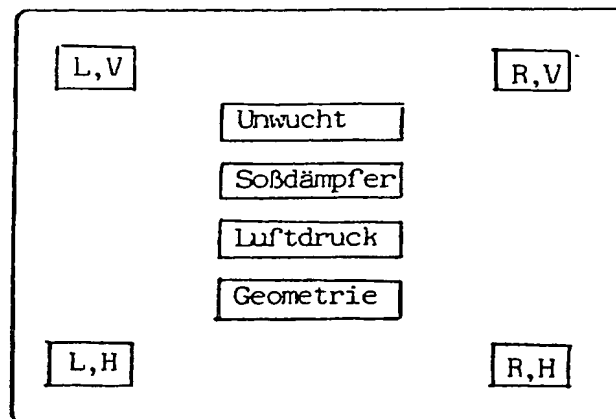 L,V
R,V
Unwucht
Soßdämpfer
Luftdruck
Geometrie
L,H
R,H